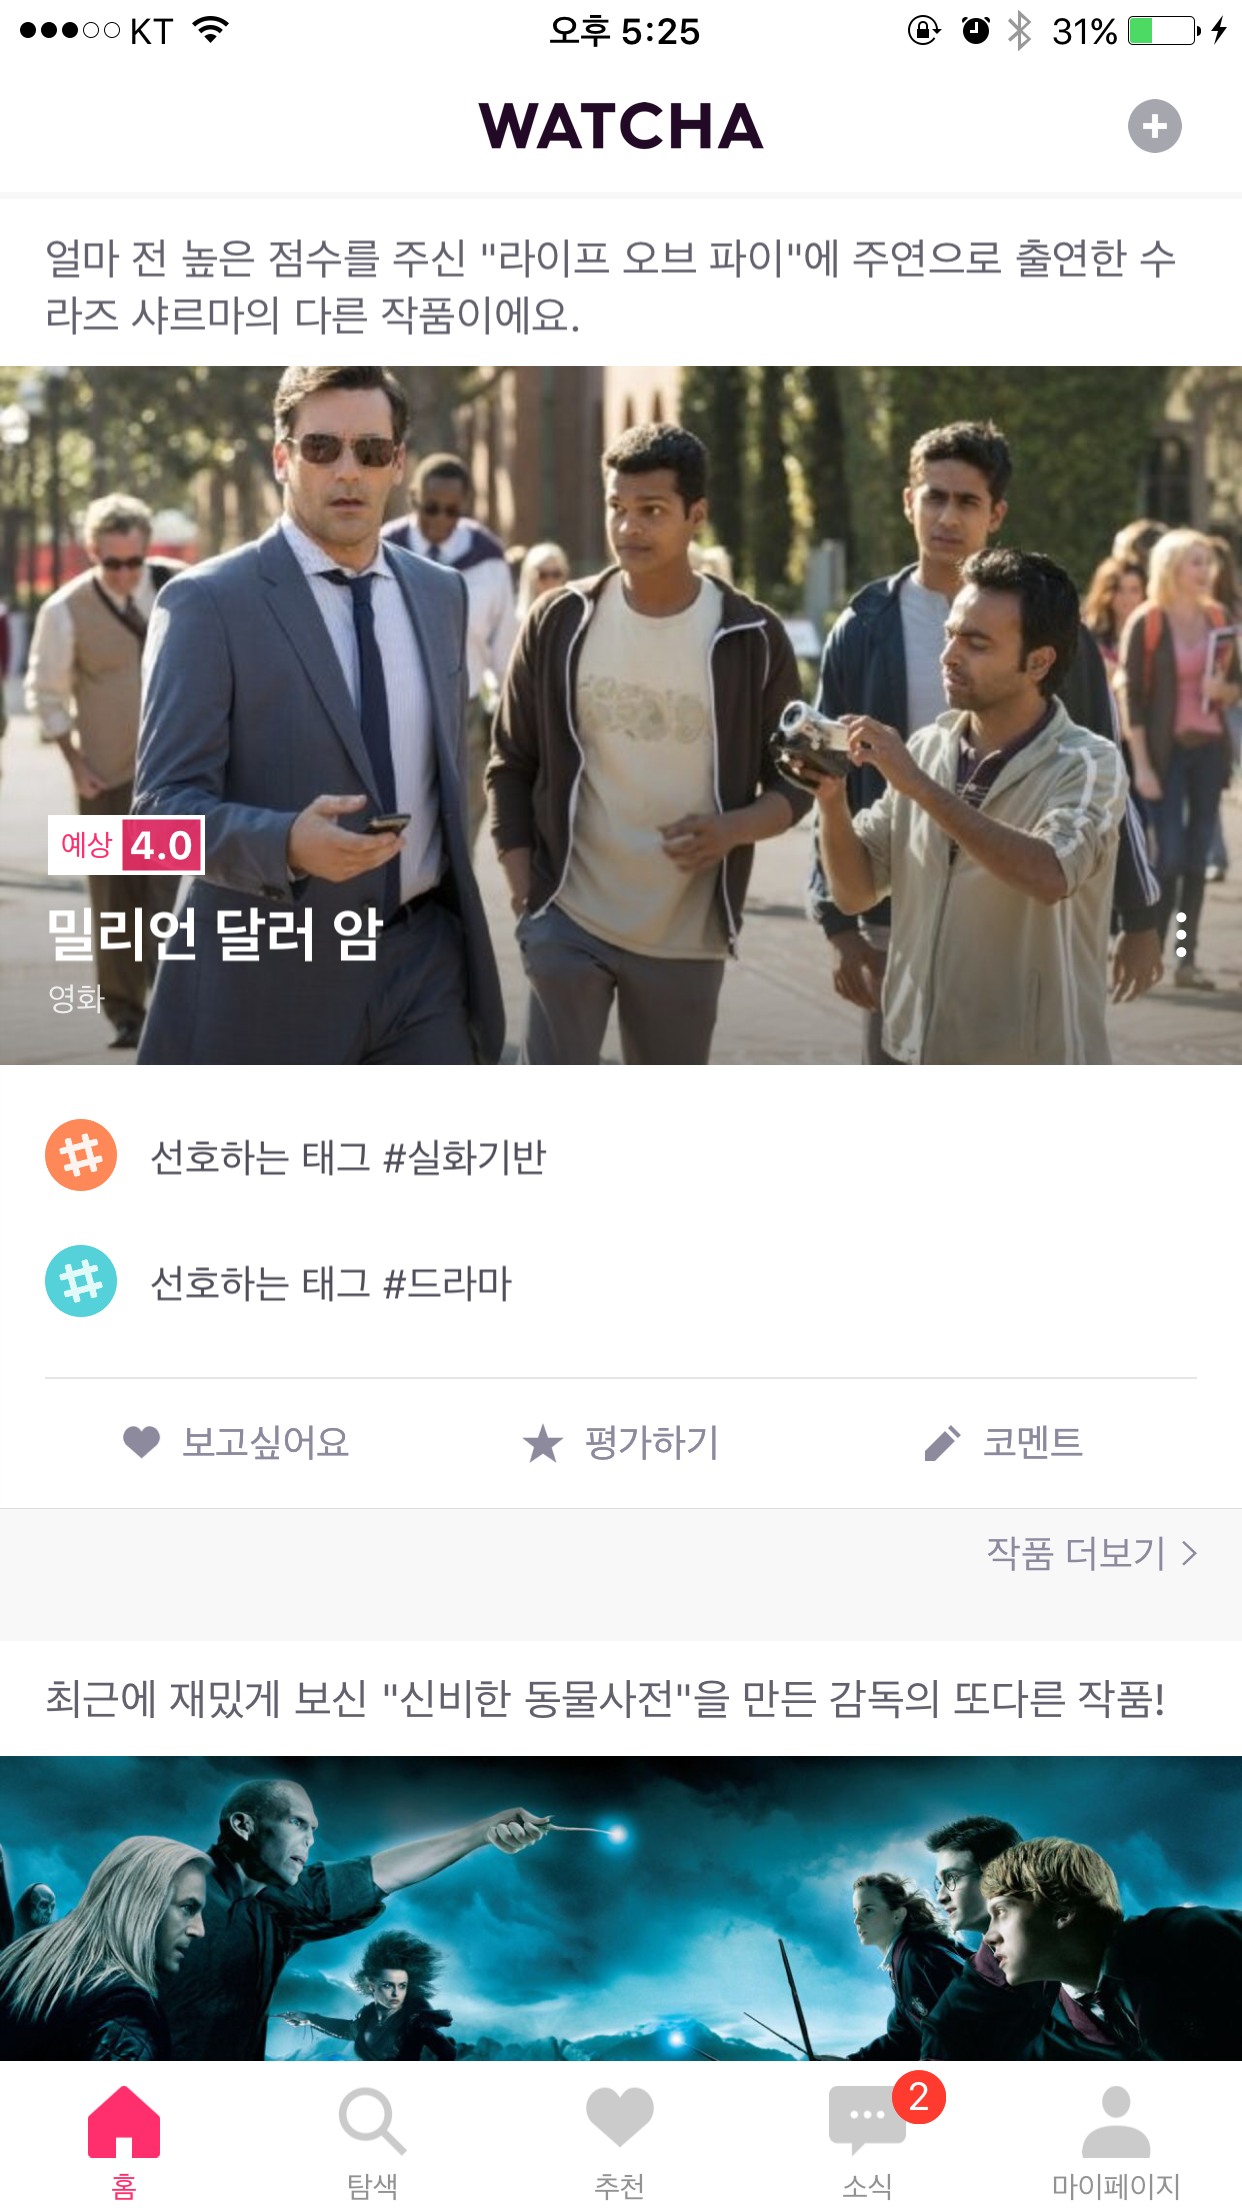 KT 오후 5:25 31%
WATCHA
얼마 전 높은 점수를 주신 "라이프 오브 파이"에 주연으로 출연한 수
라즈 샤르마의 다른 작품이에요.
예상 4.0
밀리언 달러 암
영화
선호하는 태그 #실화기반
선호하는 태그 #드라마
보고싶어요 평가하기 코멘트
작품 더보기 >
최근에 재밌게 보신 "신비한 동물사전"을 만든 감독의 또다른 작품!
2
홈 탐색 추천 소식 마이페이지